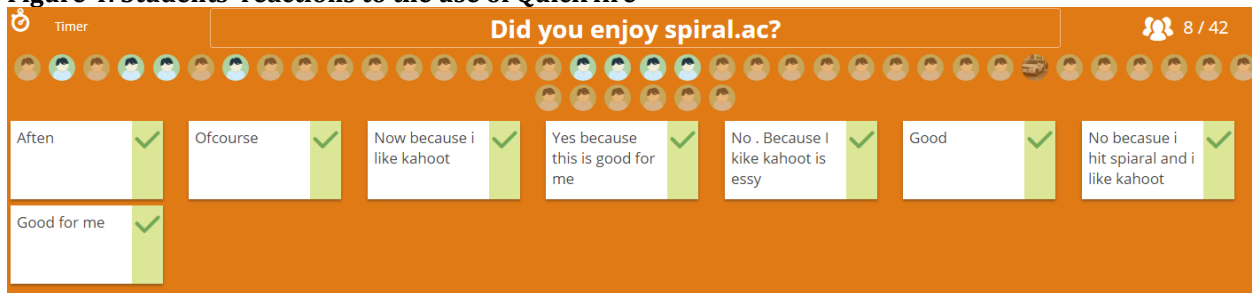 Figure 4: Students' reactions to the use of Quickfire
Timer
Did you enjoy spiral.ac?
8 / 42
Aften
Ofcourse
Now because i
like kahoot
Yes because
this is good for
me
No . Because I
kike kahoot is
essy
Good
No becasue i
hit spiaral and i
like kahoot
Good for me